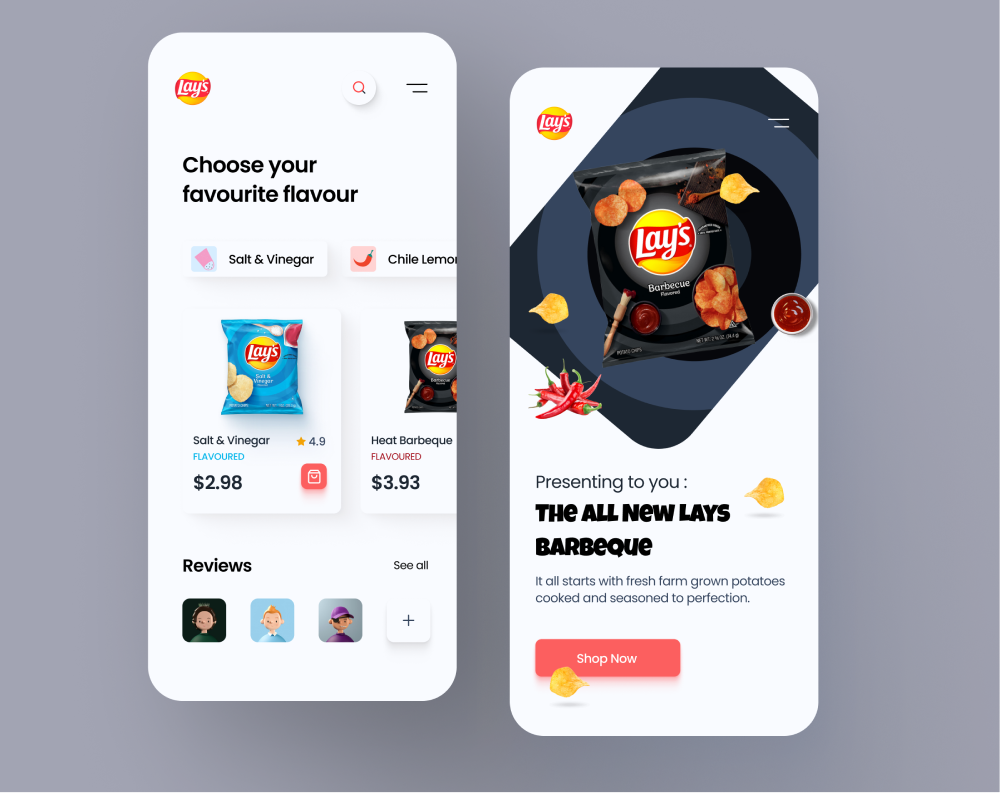 Lay's
Choose your
favourite flavour
Salt & Vinegar
Chile Lemon
Lay's
Salt &
Vinegar
Lay's
Barbecue
Salt & Vinegar
4.9
FLAVOURED
$2.98
Heat Barbeque
FLAVOURED
$3.93
Reviews
See all
Lay's
Lay's
Barbecue
Flavored
POTATO CHIPS
Presenting to you :
The All New Lays
Barbeque
It all starts with fresh farm grown potatoes
cooked and seasoned to perfection.
Shop Now